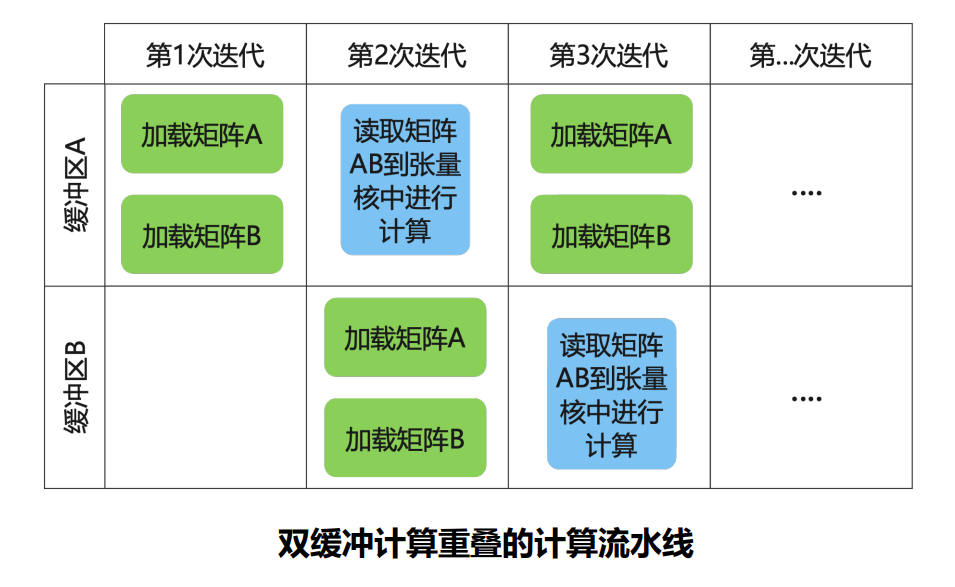 第1次迭代
第2次迭代
第3次迭代
第...次迭代
缓冲区A
加载矩阵A
加载矩阵B
读取矩阵
AB到张量
核中进行
计算
加载矩阵A
加载矩阵B
....
缓冲区B
加载矩阵A
加载矩阵B
读取矩阵
AB到张量
核中进行
计算
....
双缓冲计算重叠的计算流水线